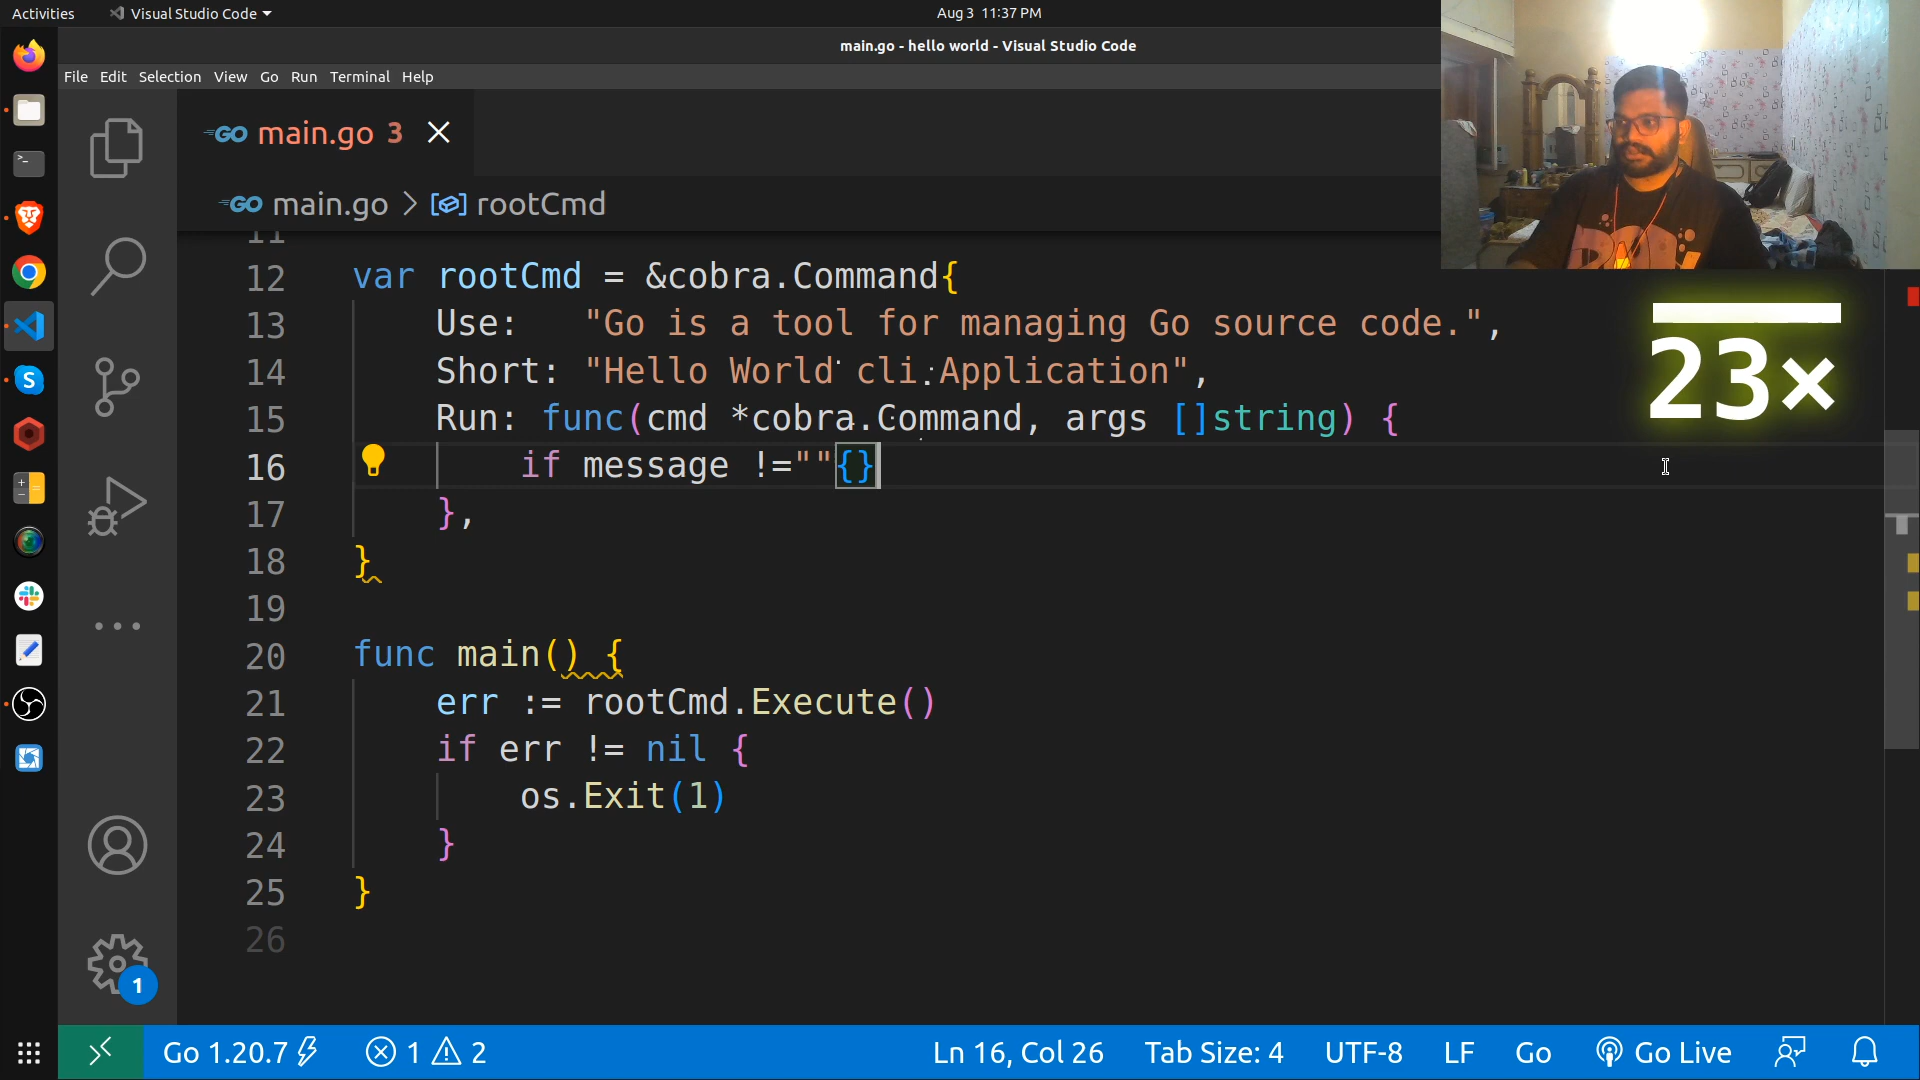 Activities
Visual Studio Code
Aug 3 11:37 PM
main.go - hello world - Visual Studio Code
File Edit Selection View Go Run Terminal Help
GO main.go 3
GO main.go > rootCmd
11
12 var rootCmd = &cobra.Command{
13 Use: "Go is a tool for managing Go source code.",
14 Short: "Hello World cli Application",
15 Run: func(cmd *cobra.Command, args []string) {
16 if message !=""{}
17 },
18 }
19
20 func main() {
21 err := rootCmd.Execute()
22 if err != nil {
23 os.Exit(1)
24 }
25 }
26
23×
1
Go 1.20.7 1 2 Ln 16, Col 26 Tab Size: 4 UTF-8 LF Go Go Live